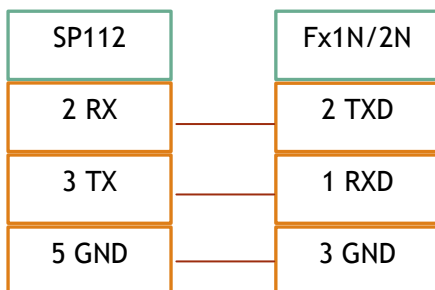 SP112 Fx1N/2N
2 RX 2 TXD
3 TX 1 RXD
5 GND 3 GND